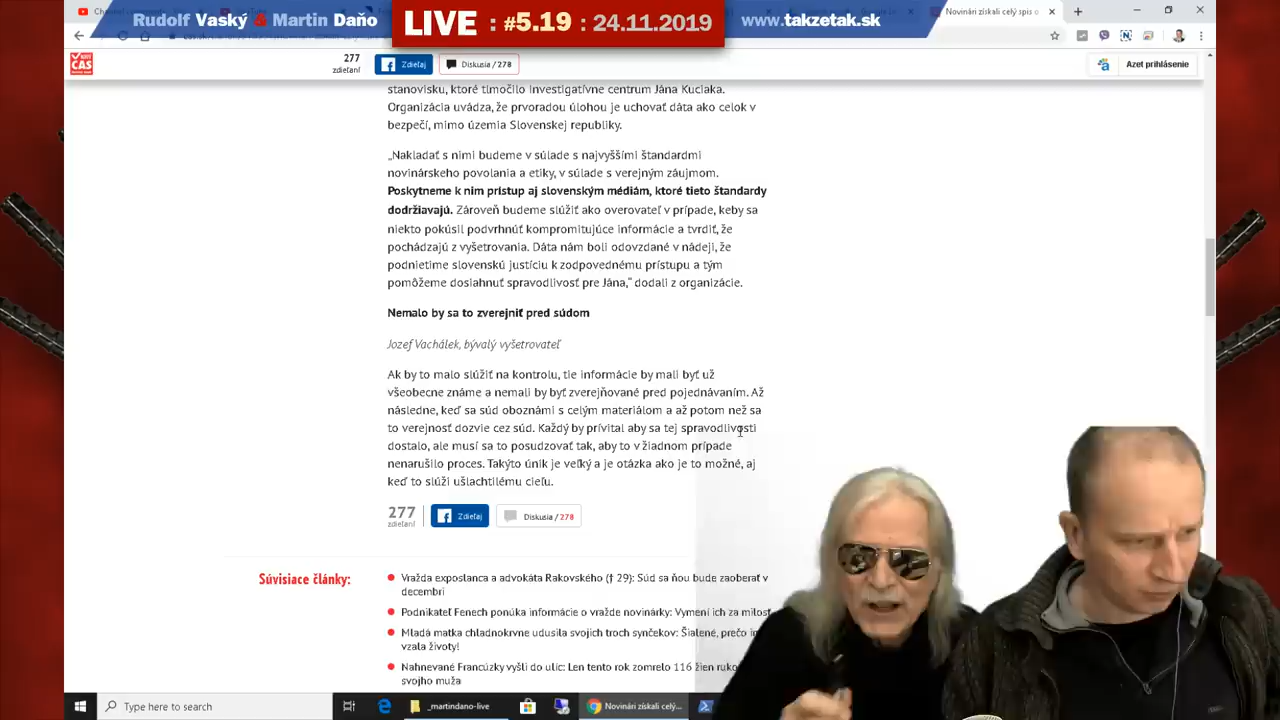 Rudolf Vaský & Martin Daňo
LIVE : #5.19 : 24.11.2019
www.takzetak.sk
Novinári získali celý spis o
NOVÝ ČAS
277
zdieľaní
Zdieľaj
Diskusia / 278
Azet prihlásenie
stanovisku, ktoré tlmočilo Investigatívne centrum Jána Kuciaka.
Organizácia uvádza, že prvoradou úlohou je uchovať dáta ako celok v
bezpečí, mimo územia Slovenskej republiky.
„Nakladať s nimi budeme v súlade s najvyššími štandardmi
novinárskeho povolania a etiky, v súlade s verejným záujmom.
Poskytneme k nim prístup aj slovenským médiám, ktoré tieto štandardy
dodržiavajú. Zároveň budeme slúžiť ako overovateľ v prípade, keby sa
niekto pokúsil podvrhnúť kompromitujúce informácie a tvrdiť, že
pochádzajú z vyšetrovania. Dáta nám boli odovzdané v nádeji, že
podnietime slovenskú justíciu k zodpovednému prístupu a tým
pomôžeme dosiahnuť spravodlivosť pre Jána,“ dodali z organizácie.
Nemalo by sa to zverejniť pred súdom
Jozef Vachálek, bývalý vyšetrovateľ
Ak by to malo slúžiť na kontrolu, tie informácie by mali byť už
všeobecne známe a nemali by byť zverejňované pred pojednávaním. Až
následne, keď sa súd oboznámi s celým materiálom a až potom než sa
to verejnosť dozvie cez súd. Každý by privítal aby sa tej spravodlivosti
dostalo, ale musí sa to posudzovať tak, aby to v žiadnom prípade
nenarušilo proces. Takýto únik je veľký a je otázka ako je to možné, aj
keď to slúži ušlachtilému cieľu.
277
zdieľaní
Zdieľaj
Diskusia / 278
Súvisiace články:
Vražda exposlanca a advokáta Rakovského († 29): Súd sa ňou bude zaoberať v
decembri
Podnikateľ Fenech ponúka informácie o vražde novinárky: Vymení ich za milosť
Mladá matka chladnokrvne udusila svojich troch synčekov: Šialené, prečo im
vzala životy!
Nahnevané Francúzky vyšli do ulíc: Len tento rok zomrelo 116 žien rukou
svojho muža
Type here to search
_martindano-live
Novinári získali celý...